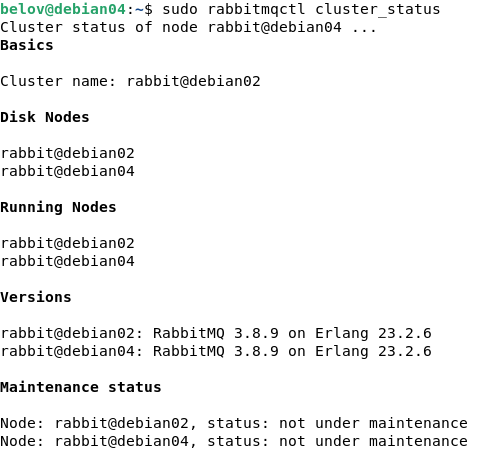 belov@debian04:~$ sudo rabbitmqctl cluster_status
Cluster status of node rabbit@debian04 ...
Basics
Cluster name: rabbit@debian02
Disk Nodes
rabbit@debian02
rabbit@debian04
Running Nodes
rabbit@debian02
rabbit@debian04
Versions
rabbit@debian02: RabbitMQ 3.8.9 on Erlang 23.2.6
rabbit@debian04: RabbitMQ 3.8.9 on Erlang 23.2.6
Maintenance status
Node: rabbit@debian02, status: not under maintenance
Node: rabbit@debian04, status: not under maintenance